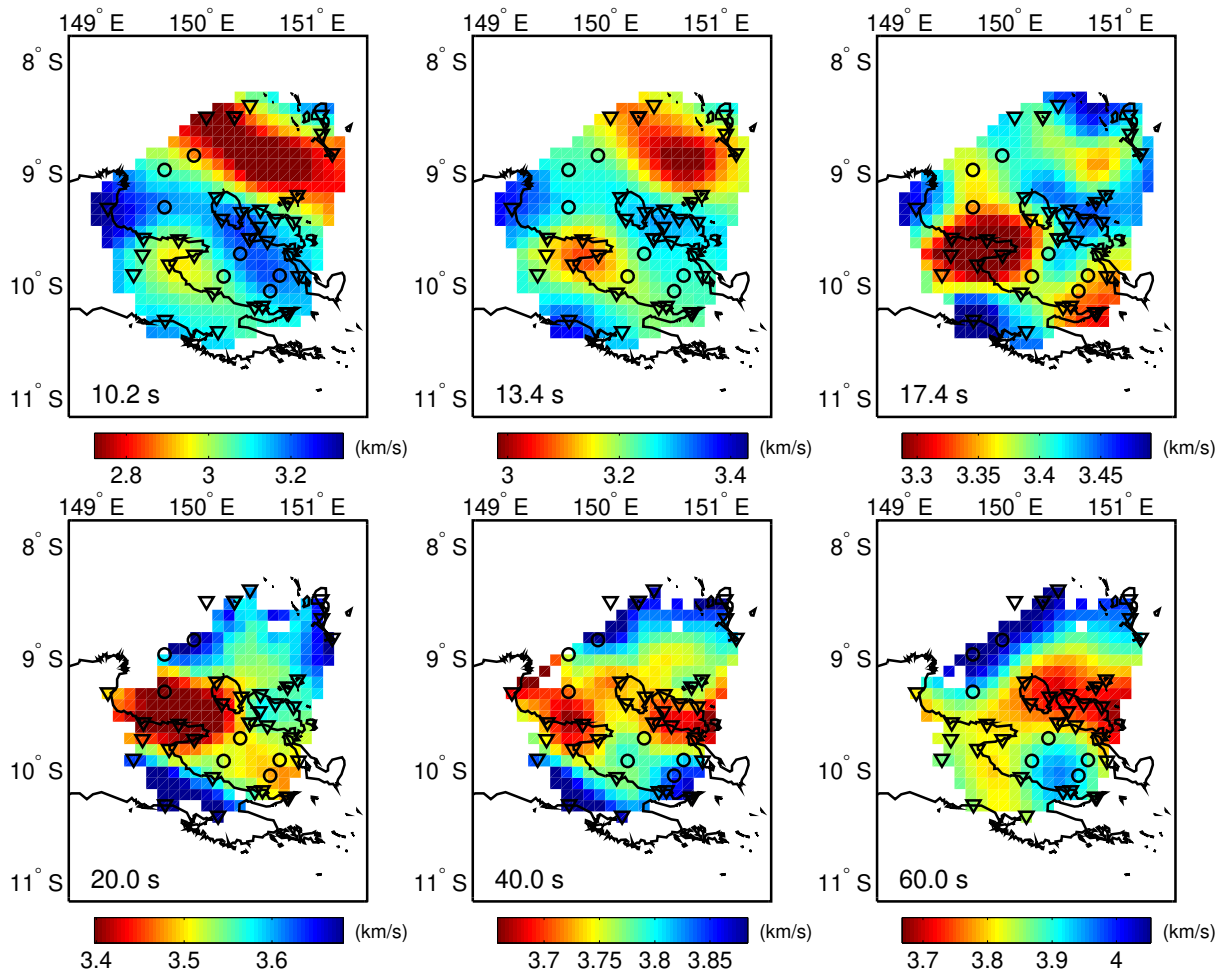 149° E 150° E 151° E 149° E 150° E 151° E 149° E 150° E 151° E
8° S 8° S 8° S
9° S 9° S 9° S
10° S 10° S 10° S
11° S 11° S 11° S
10.2 s 13.4 s 17.4 s
(km/s) (km/s) (km/s)
2.8 3 3.2 3 3.2 3.4 3.3 3.35 3.4 3.45
149° E 150° E 151° E 149° E 150° E 151° E 149° E 150° E 151° E
8° S 8° S 8° S
9° S 9° S 9° S
10° S 10° S 10° S
11° S 11° S 11° S
20.0 s 40.0 s 60.0 s
(km/s) (km/s) (km/s)
3.4 3.5 3.6 3.7 3.75 3.8 3.85 3.7 3.8 3.9 4